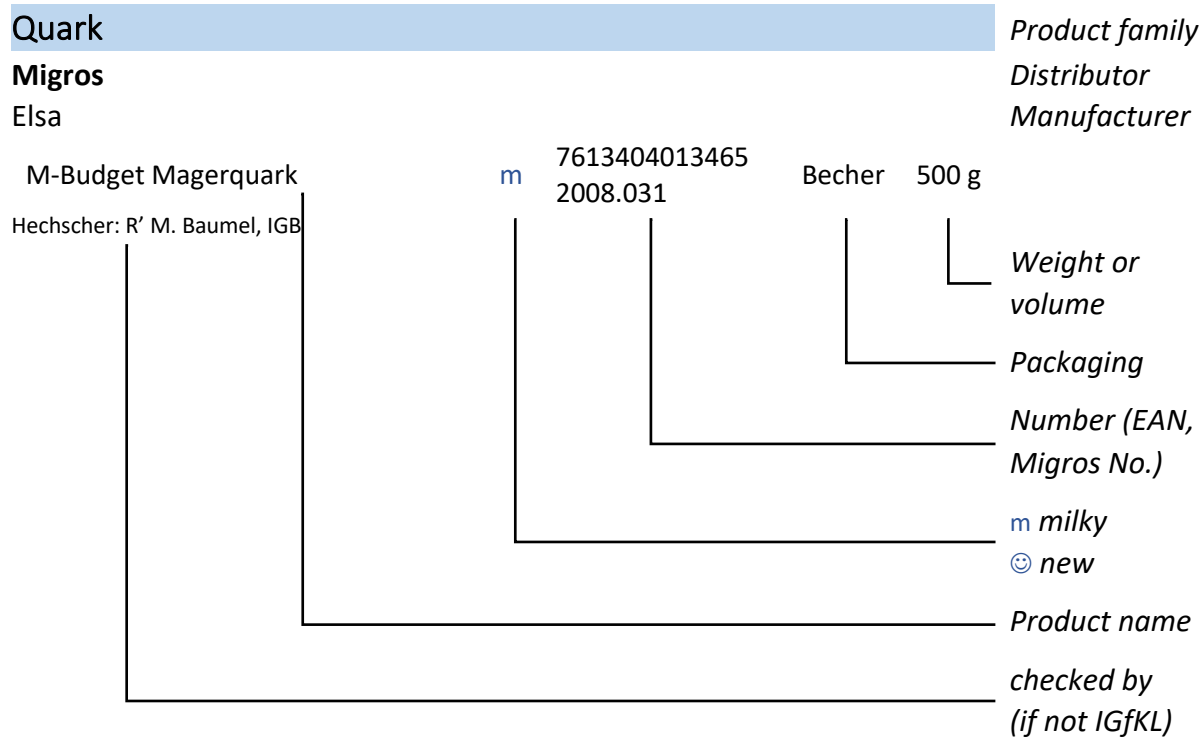 Quark Product family
Migros Distributor
Elsa Manufacturer
M-Budget Magerquark m 7613404013465 Becher 500 g
2008.031
Hechscher: R’ M. Baumel, IGB
Weight or
volume
Packaging
Number (EAN,
Migros No.)
m milky
☺ new
Product name
checked by
(if not IGfKL)